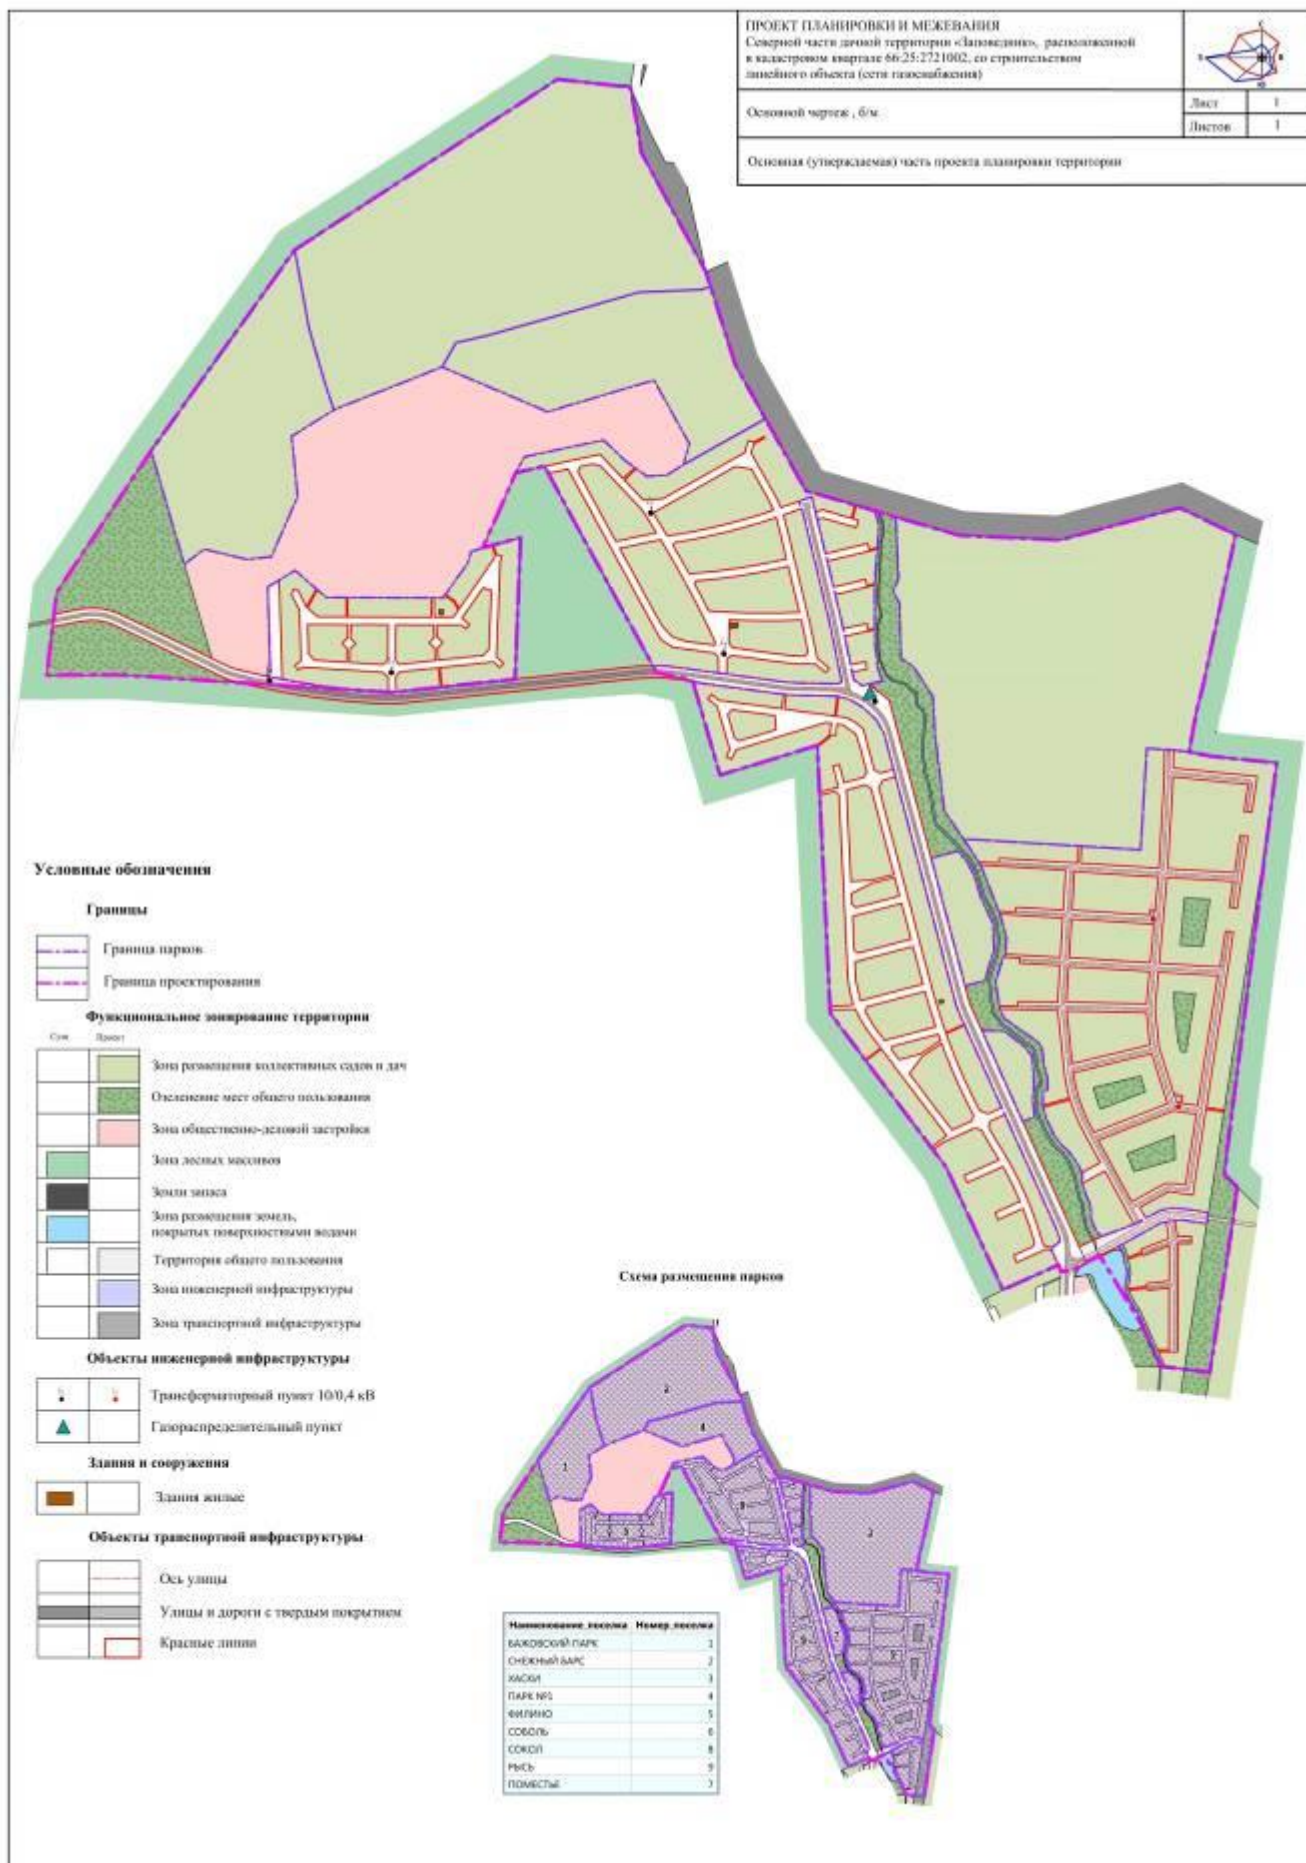 ПРОЕКТ ПЛАНИРОВКИ И МЕЖЕВАНИЯ
Северной части дачной территории «Заповедник», расположенной
в кадастровом квартале 66:25:2721002, со строительством
линейного объекта (сети газоснабжения)
Основной чертеж , б/м
Лист 1
Листов 1
Основная (утверждаемая) часть проекта планировки территории
Условные обозначения
Границы
Граница парков
Граница проектирования
Функциональное зонирование территории
Сущ. Проект
Зона размещения коллективных садов и дач
Озеленение мест общего пользования
Зона общественно-деловой застройки
Зона лесных массивов
Земли запаса
Зона размещения земель,
покрытых поверхностными водами
Территория общего пользования
Зона инженерной инфраструктуры
Зона транспортной инфраструктуры
Объекты инженерной инфраструктуры
Трансформаторный пункт 10/0,4 кВ
Газораспределительный пункт
Здания и сооружения
Здания жилые
Объекты транспортной инфраструктуры
Ось улицы
Улицы и дороги с твердым покрытием
Красные линии
Схема размещения парков
2
4
1
3
Наименование_поселка Номер_поселка
БАЖОВСКИЙ ПАРК 1
СНЕЖНЫЙ БАРС 2
ХАСКИ 3
ПАРК №1 4
ФИЛИНО 5
СОБОЛЬ 6
СОКОЛ 8
РЫСЬ 9
ПОМЕСТЬЕ 7